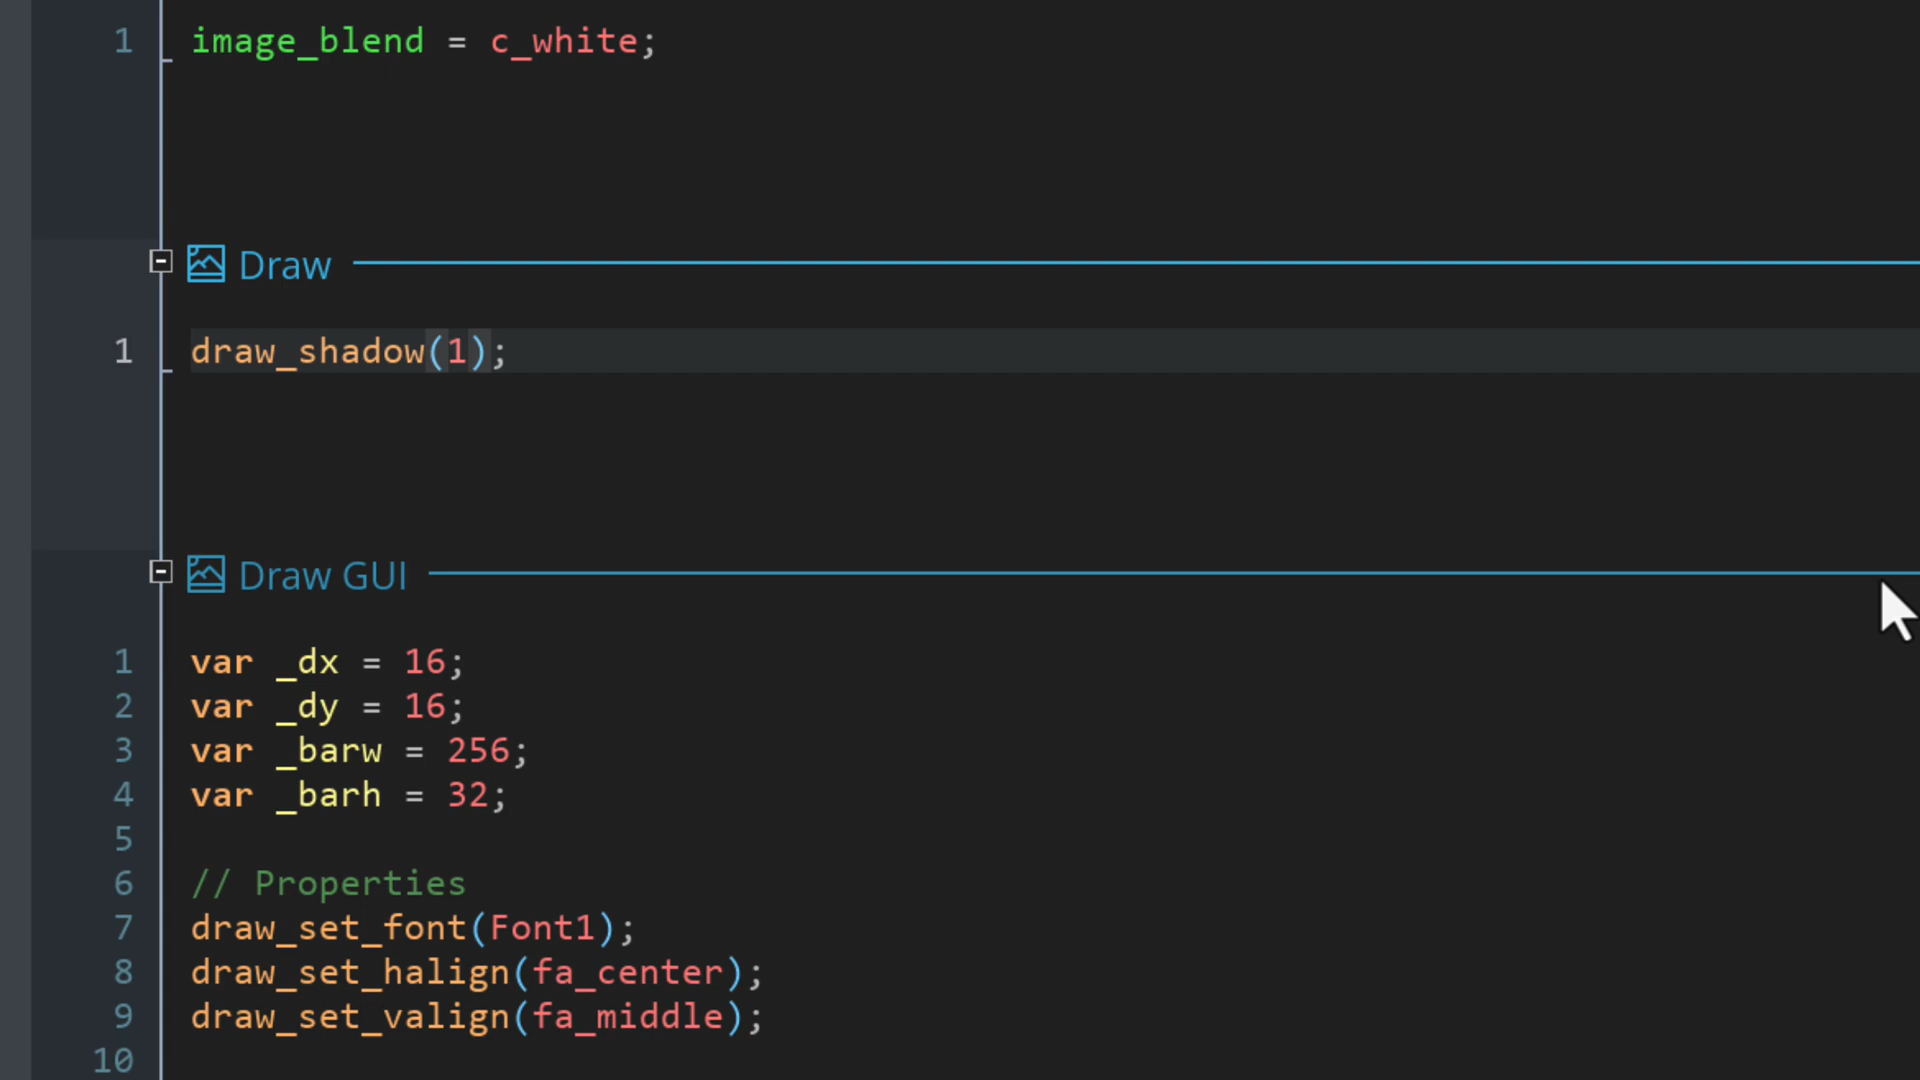 1 image_blend = c_white;
Draw
1 draw_shadow(1);
Draw GUI
1 var _dx = 16;
2 var _dy = 16;
3 var _barw = 256;
4 var _barh = 32;
5
6 // Properties
7 draw_set_font(Font1);
8 draw_set_halign(fa_center);
9 draw_set_valign(fa_middle);
10